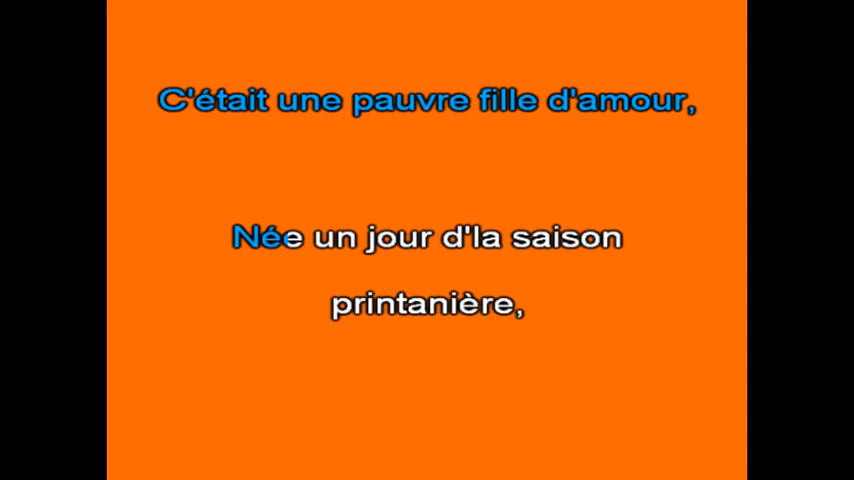 C'était une pauvre fille d'amour,
Née un jour d'la saison
printanière,